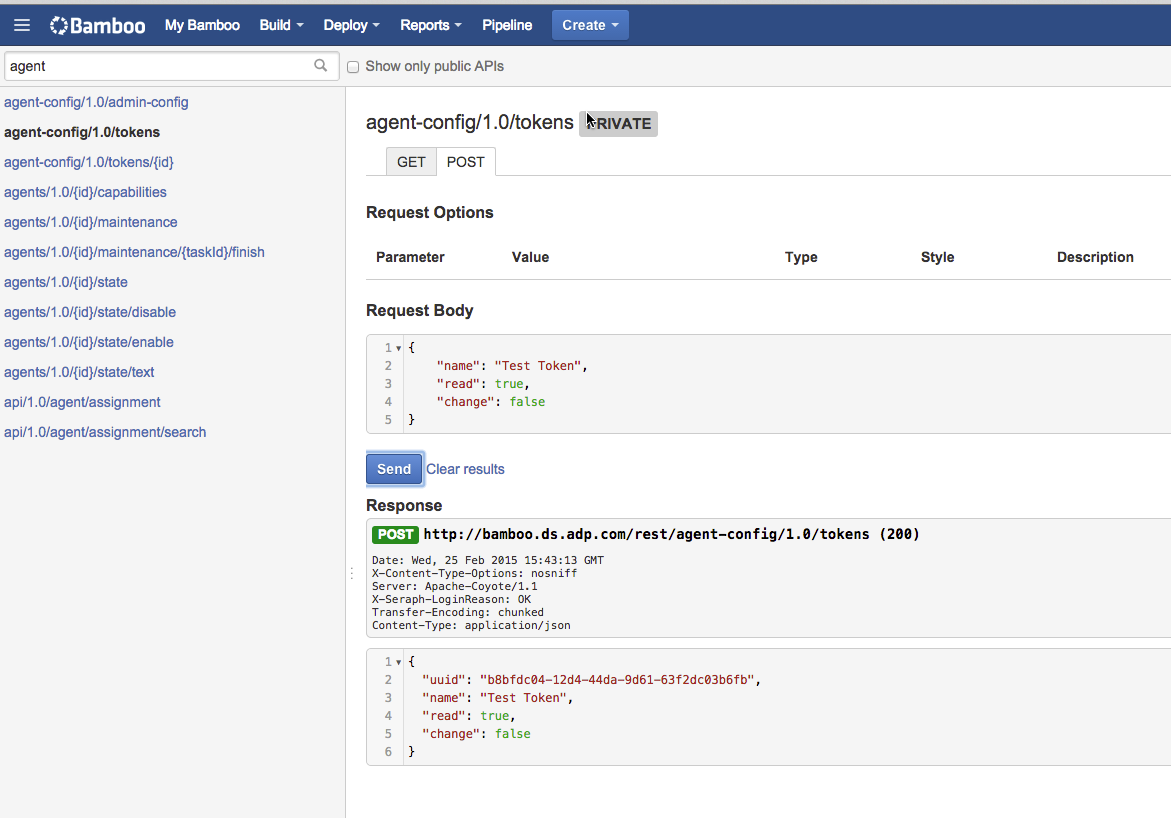 Bamboo My Bamboo Build Deploy Reports Pipeline Create
agent Show only public APIs
agent-config/1.0/admin-config
agent-config/1.0/tokens
agent-config/1.0/tokens/{id}
agents/1.0/{id}/capabilities
agents/1.0/{id}/maintenance
agents/1.0/{id}/maintenance/{taskId}/finish
agents/1.0/{id}/state
agents/1.0/{id}/state/disable
agents/1.0/{id}/state/enable
agents/1.0/{id}/state/text
api/1.0/agent/assignment
api/1.0/agent/assignment/search
agent-config/1.0/tokens PRIVATE
GET POST
Request Options
Parameter Value Type Style Description
Request Body
1 {
2 "name": "Test Token",
3 "read": true,
4 "change": false
5 }
Send Clear results
Response
POST http://bamboo.ds.adp.com/rest/agent-config/1.0/tokens (200)
Date: Wed, 25 Feb 2015 15:43:13 GMT
X-Content-Type-Options: nosniff
Server: Apache-Coyote/1.1
X-Seraph-LoginReason: OK
Transfer-Encoding: chunked
Content-Type: application/json
1 {
2 "uuid": "b8bfdc04-12d4-44da-9d61-63f2dc03b6fb",
3 "name": "Test Token",
4 "read": true,
5 "change": false
6 }